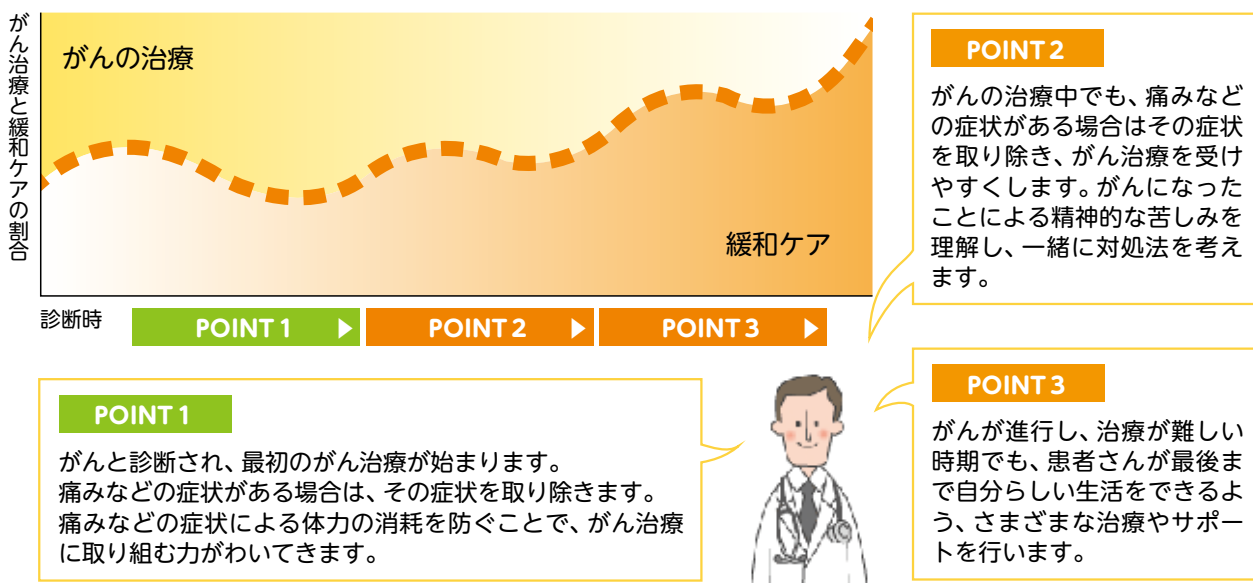 がん治療と緩和ケアの割合
がんの治療
緩和ケア
診断時
POINT 1
POINT 2
POINT 3
POINT 1
がんと診断され、最初のがん治療が始まります。
痛みなどの症状がある場合は、その症状を取り除きます。
痛みなどの症状による体力の消耗を防ぐことで、がん治療
に取り組む力がわいてきます。
POINT 2
がんの治療中でも、痛みなど
の症状がある場合はその症状
を取り除き、がん治療を受け
やすくします。がんになった
ことによる精神的な苦しみを
理解し、一緒に対処法を考え
ます。
POINT 3
がんが進行し、治療が難しい
時期でも、患者さんが最後ま
で自分らしい生活をできるよ
う、さまざまな治療やサポー
トを行います。